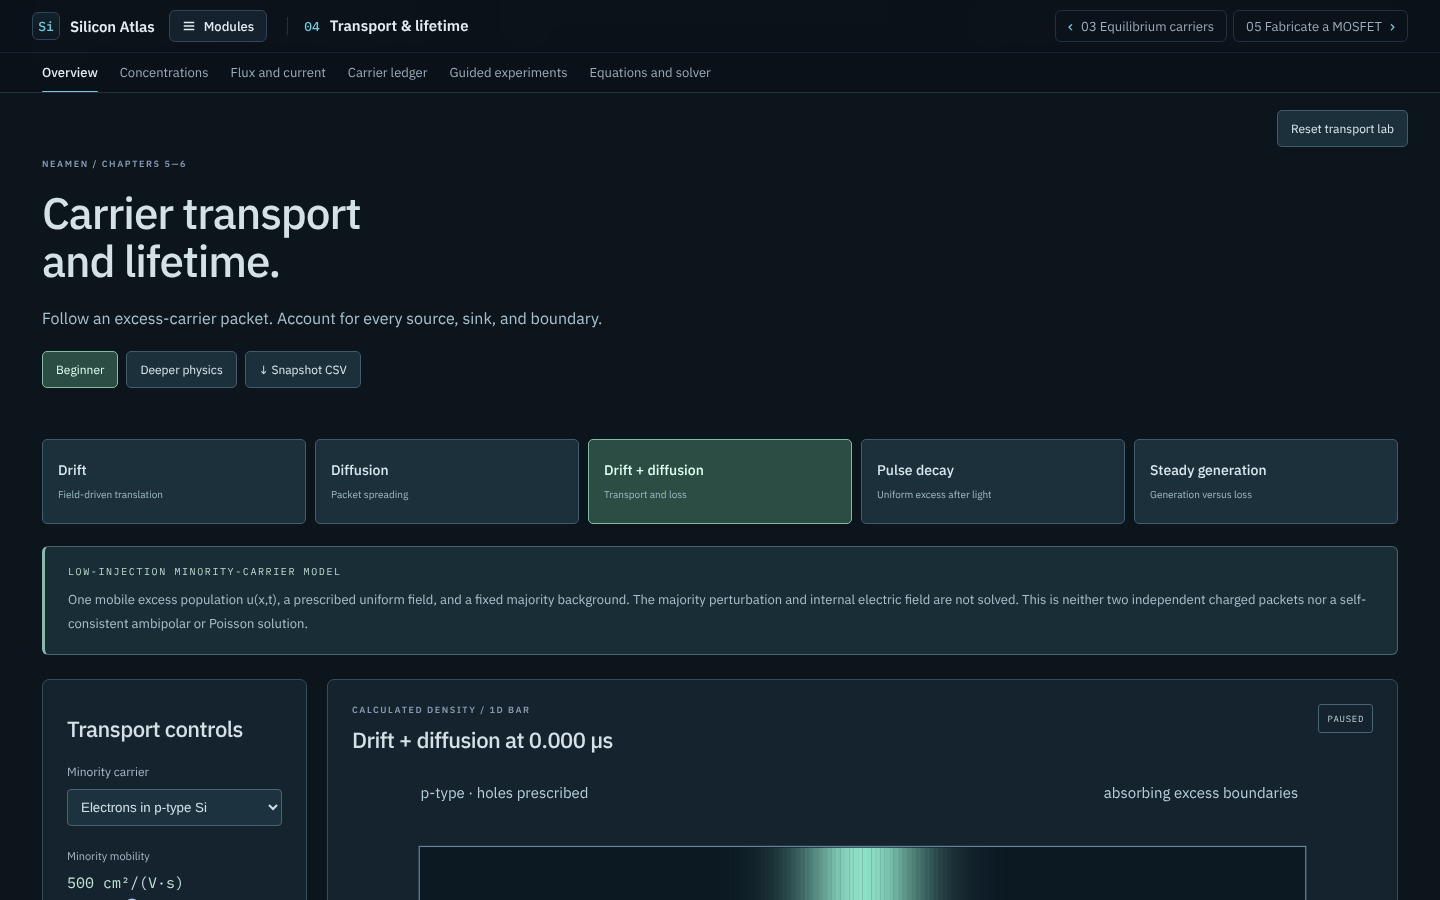 Si Silicon Atlas Modules 04 Transport & lifetime ‹ 03 Equilibrium carriers 05 Fabricate a MOSFET ›
Overview Concentrations Flux and current Carrier ledger Guided experiments Equations and solver
Reset transport lab
NEAMEN / CHAPTERS 5–6
Carrier transport
and lifetime.
Follow an excess-carrier packet. Account for every source, sink, and boundary.
Beginner Deeper physics ↓ Snapshot CSV
Drift Diffusion Drift + diffusion Pulse decay Steady generation
Field-driven translation Packet spreading Transport and loss Uniform excess after light Generation versus loss
LOW-INJECTION MINORITY-CARRIER MODEL
One mobile excess population u(x,t), a prescribed uniform field, and a fixed majority background. The majority perturbation and internal electric field are not solved. This is neither two independent charged packets nor a self-
consistent ambipolar or Poisson solution.
Transport controls
Minority carrier
Electrons in p-type Si
Minority mobility
500 cm²/(V·s)
CALCULATED DENSITY / 1D BAR
PAUSED
Drift + diffusion at 0.000 μs
p-type · holes prescribed absorbing excess boundaries